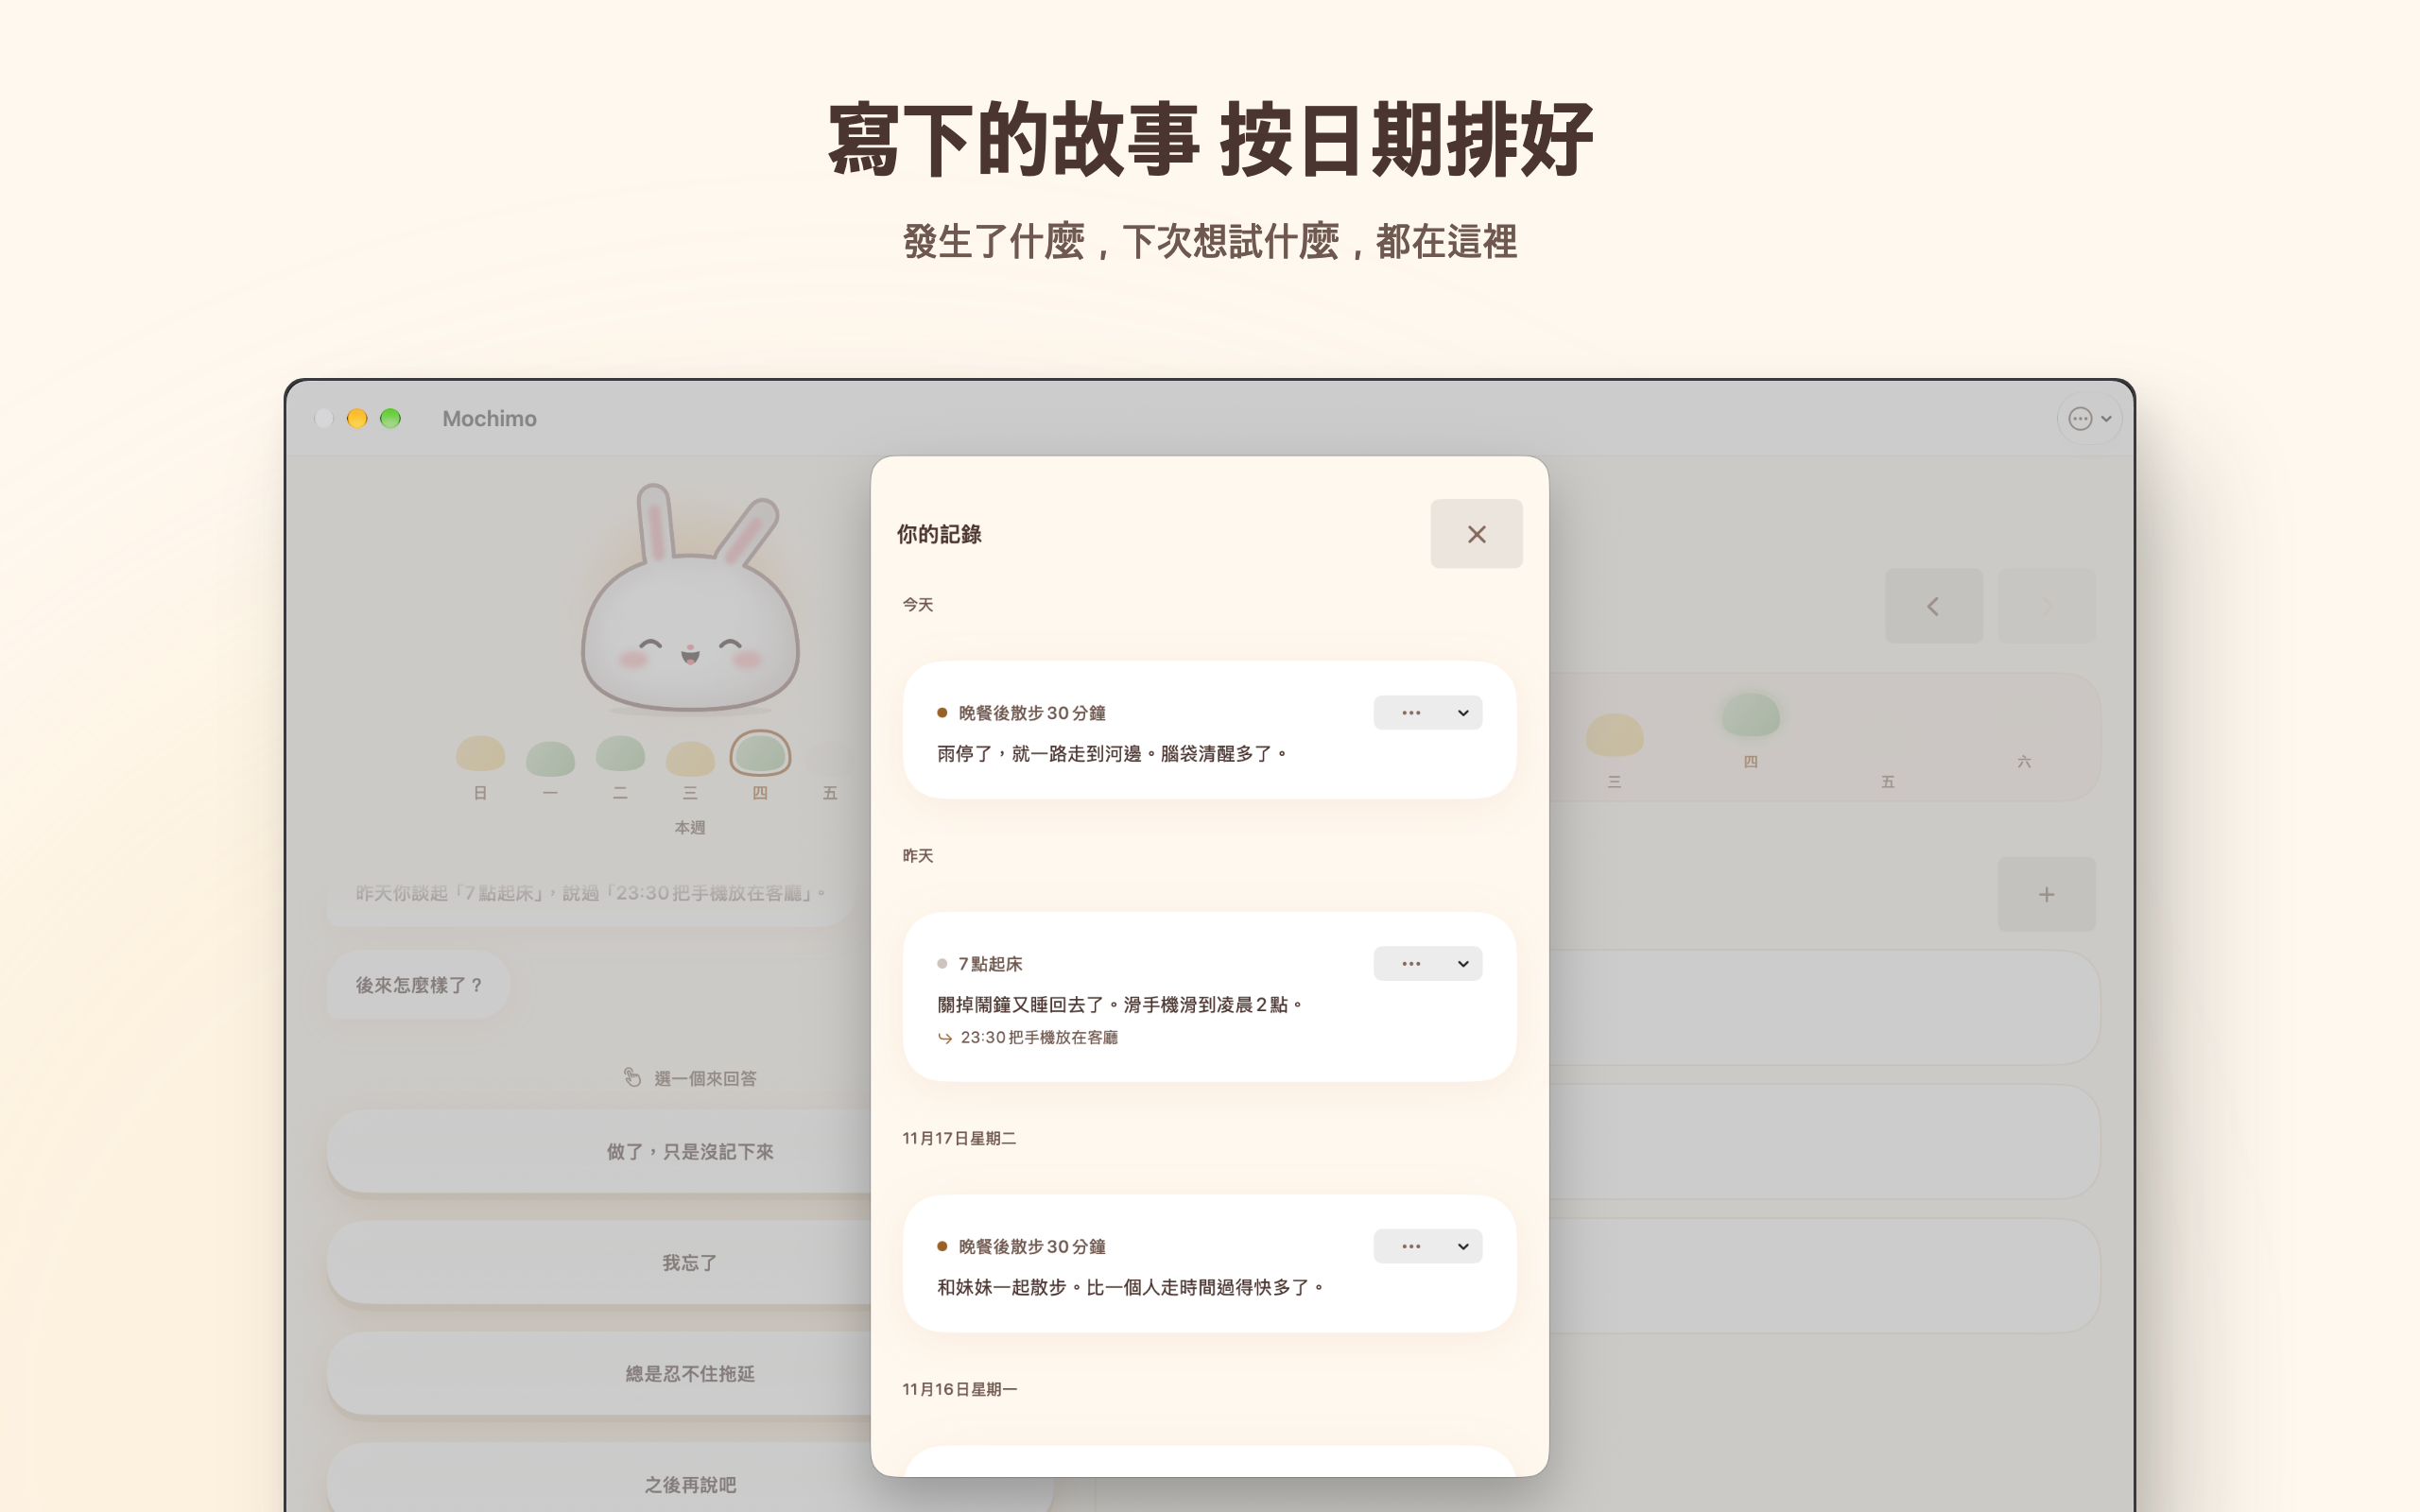 寫下的故事 按日期排好
發生了什麼，下次想試什麼，都在這裡
Mochimo
日 一 二 三 四 五
本週
昨天你談起「7點起床」，說過「23:30把手機放在客廳」。
後來怎麼樣了？
選一個來回答
做了，只是沒記下來
我忘了
總是忍不住拖延
之後再說吧
你的記錄
今天
晚餐後散步30分鐘
雨停了，就一路走到河邊。腦袋清醒多了。
昨天
7點起床
關掉鬧鐘又睡回去了。滑手機滑到凌晨2點。
23:30把手機放在客廳
11月17日星期二
晚餐後散步30分鐘
和妹妹一起散步。比一個人走時間過得快多了。
11月16日星期一
三 四 五 六